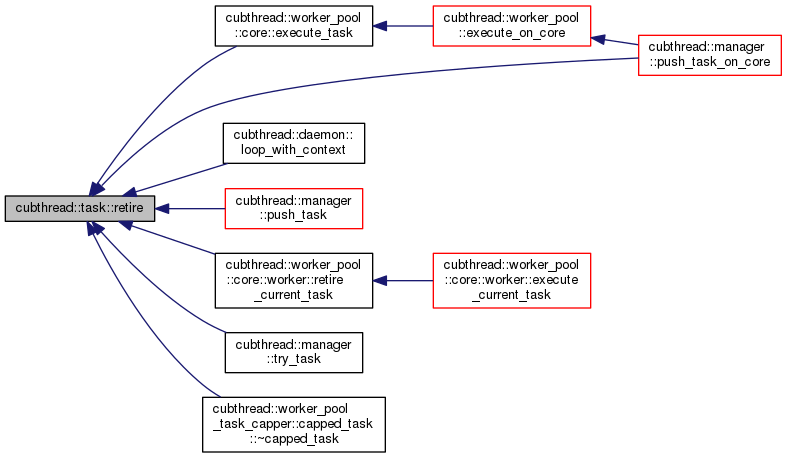 cubthread::worker_pool
::core::execute_task
cubthread::worker_pool
::execute_on_core
cubthread::manager
::push_task_on_core
cubthread::daemon::
loop_with_context
cubthread::task::retire
cubthread::manager
::push_task
cubthread::worker_pool
::core::worker::retire
_current_task
cubthread::worker_pool
::core::worker::execute
_current_task
cubthread::manager
::try_task
cubthread::worker_pool
_task_capper::capped_task
::~capped_task